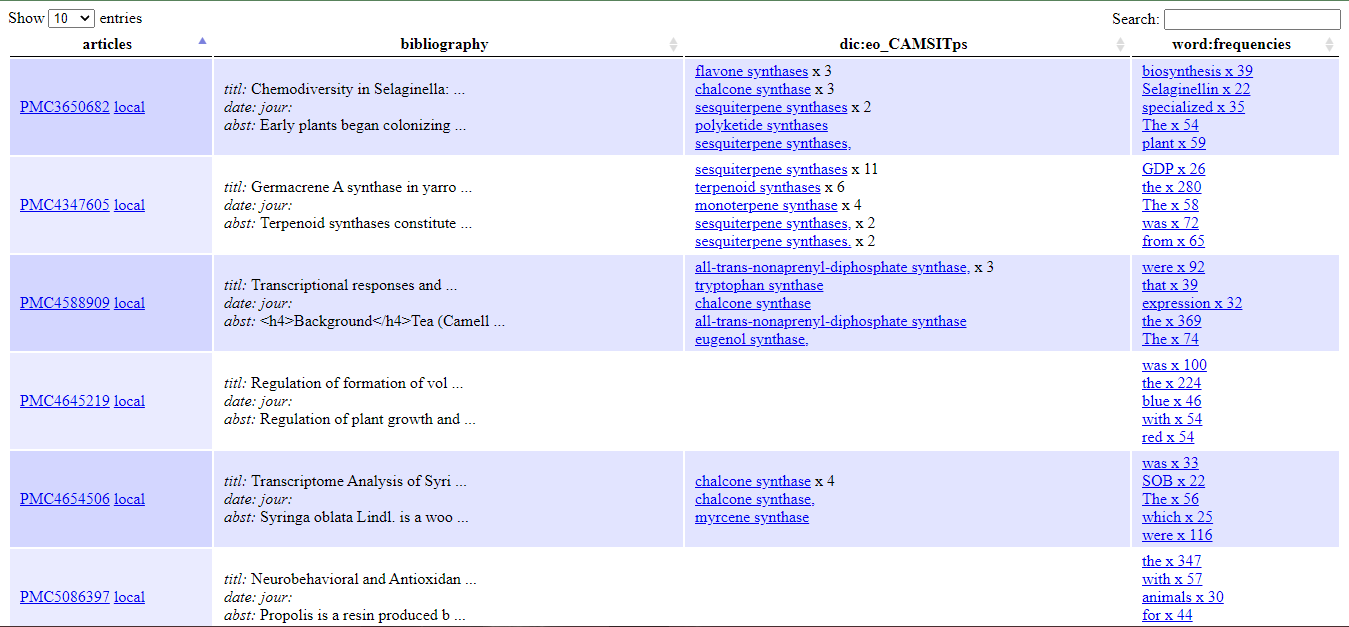 Show 10 entries Search:
articles bibliography dic:eo_CAMSITps word:frequencies
PMC3650682 local
titl: Chemodiversity in Selaginella: ...
date: jour:
abst: Early plants began colonizing ...
flavone synthases x 3
chalcone synthase x 3
sesquiterpene synthases x 2
polyketide synthases
sesquiterpene synthases,
biosynthesis x 39
Selaginellin x 22
specialized x 35
The x 54
plant x 59
PMC4347605 local
titl: Germacrene A synthase in yarro ...
date: jour:
abst: Terpenoid synthases constitute ...
sesquiterpene synthases x 11
terpenoid synthases x 6
monoterpene synthase x 4
sesquiterpene synthases, x 2
sesquiterpene synthases. x 2
GDP x 26
the x 280
The x 58
was x 72
from x 65
PMC4588909 local
titl: Transcriptional responses and ...
date: jour:
abst: <h4>Background</h4>Tea (Camell ...
all-trans-nonaprenyl-diphosphate synthase, x 3
tryptophan synthase
chalcone synthase
all-trans-nonaprenyl-diphosphate synthase
eugenol synthase,
were x 92
that x 39
expression x 32
the x 369
The x 74
PMC4645219 local
titl: Regulation of formation of vol ...
date: jour:
abst: Regulation of plant growth and ...
was x 100
the x 224
blue x 46
with x 54
red x 54
PMC4654506 local
titl: Transcriptome Analysis of Syri ...
date: jour:
abst: Syringa oblata Lindl. is a woo ...
chalcone synthase x 4
chalcone synthase,
myrcene synthase
was x 33
SOB x 22
The x 56
which x 25
were x 116
PMC5086397 local
titl: Neurobehavioral and Antioxidan ...
date: jour:
abst: Propolis is a resin produced b ...
the x 347
with x 57
animals x 30
for x 44